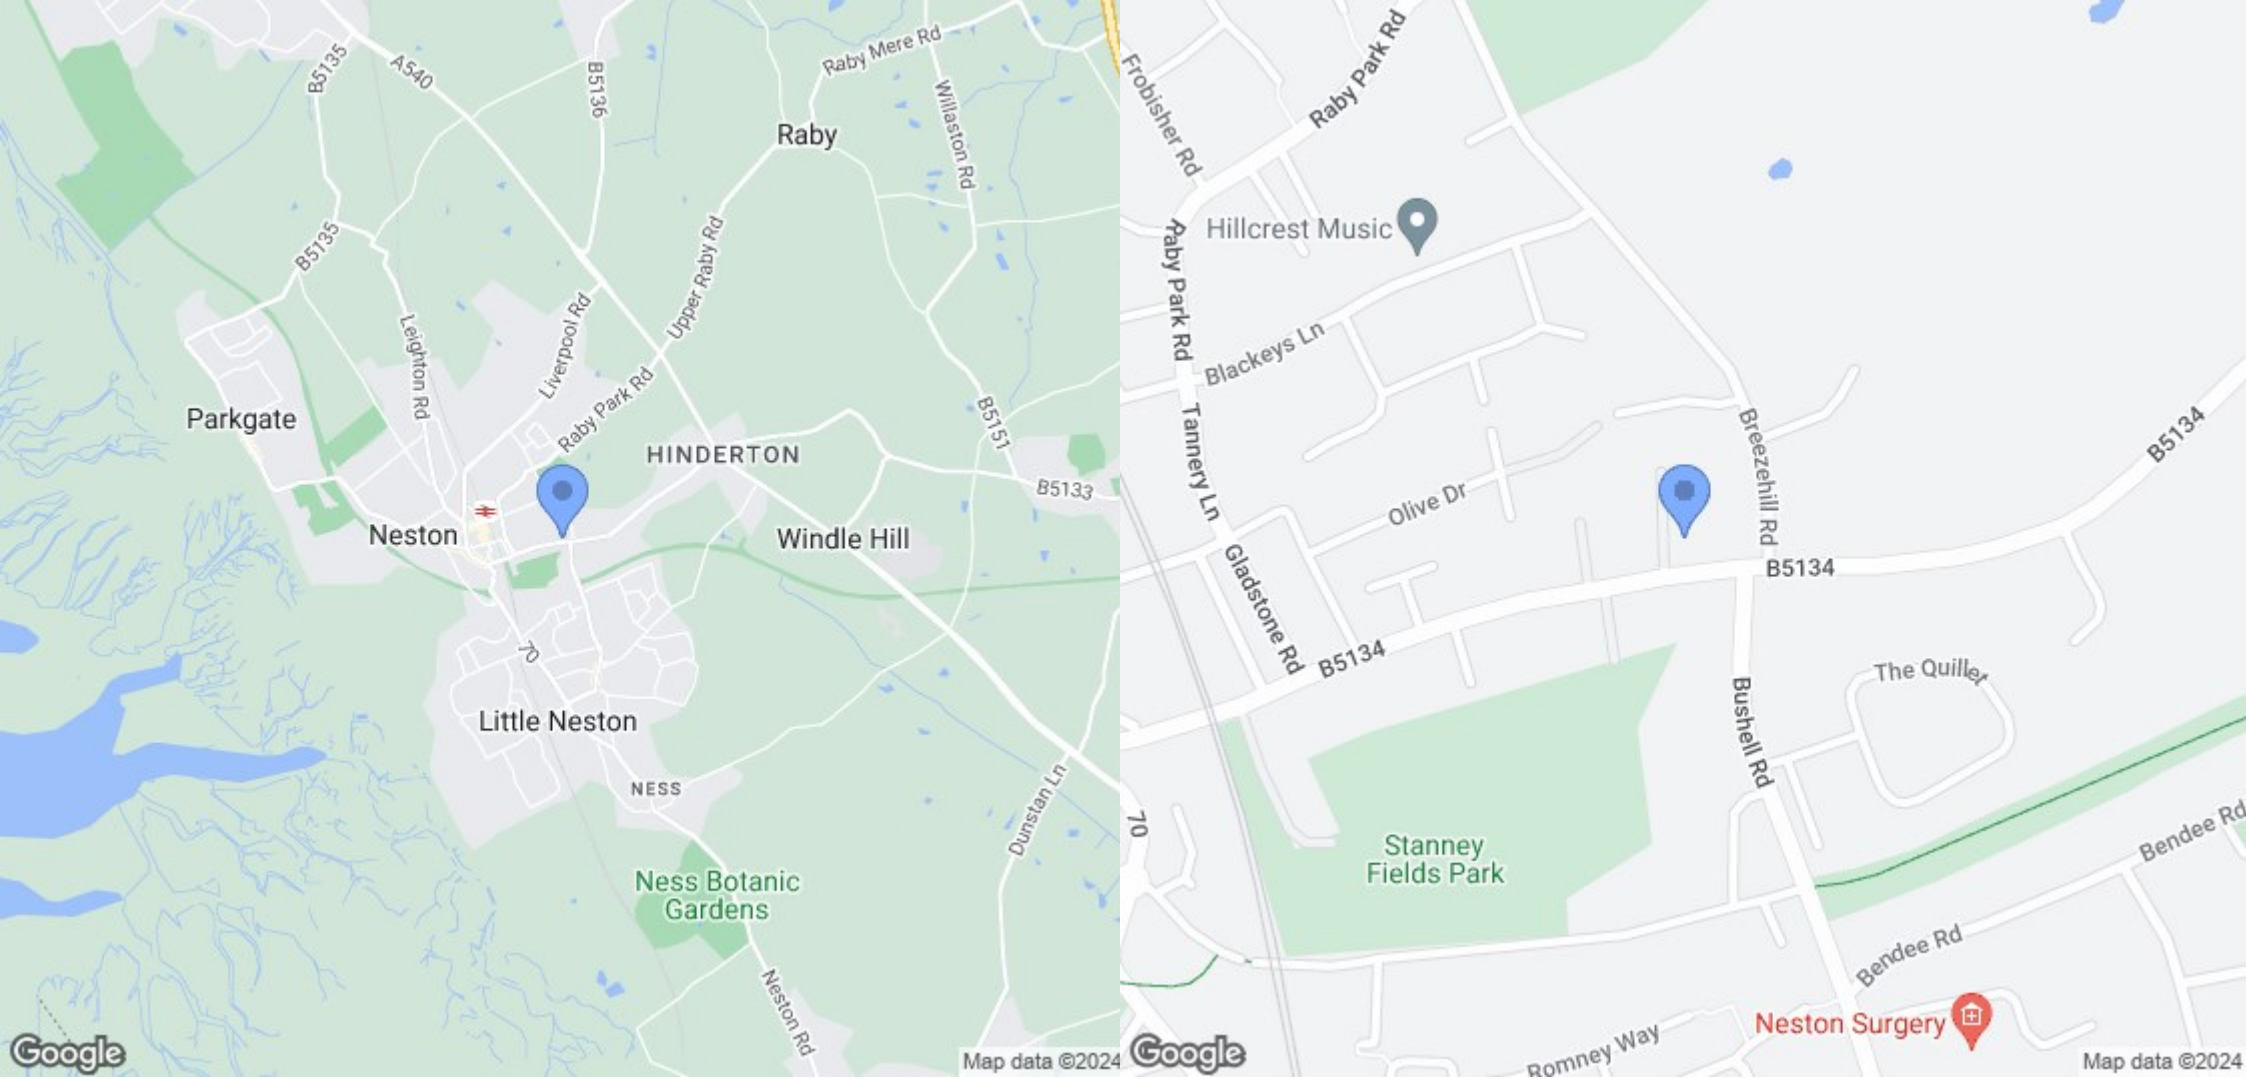 B5135
A540
B5136
Raby Mere Rd
Raby
Willaston Rd
B5135
Upper Raby Rd
Leighton Rd
Liverpool Rd
Raby Park Rd
Parkgate
HINDERTON
B5151
B5133
Neston
Windle Hill
70
Little Neston
NESS
Dunstan Ln
Ness Botanic
Gardens
Neston Rd
Google
Map data ©2024
Frobisher Rd
Raby Park Rd
Hillcrest Music
Raby Park Rd
Blackeys Ln
Tannery Ln
Breezehill Rd
B5134
Olive Dr
Gladstone Rd
B5134
B5134
The Quillet
Bushell Rd
70
Stanney
Fields Park
Bendee Rd
Bendee Rd
Neston Surgery
Romney Way
Google
Map data ©2024